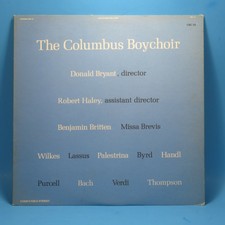 The Columbus Boychoir
Donald Bryant, director
Robert Haley, assistant director
Benjamin Britten Missa Brevis
Wilkes Lassus Palestrina Byrd Handl
Purcell Bach Verdi Thompson